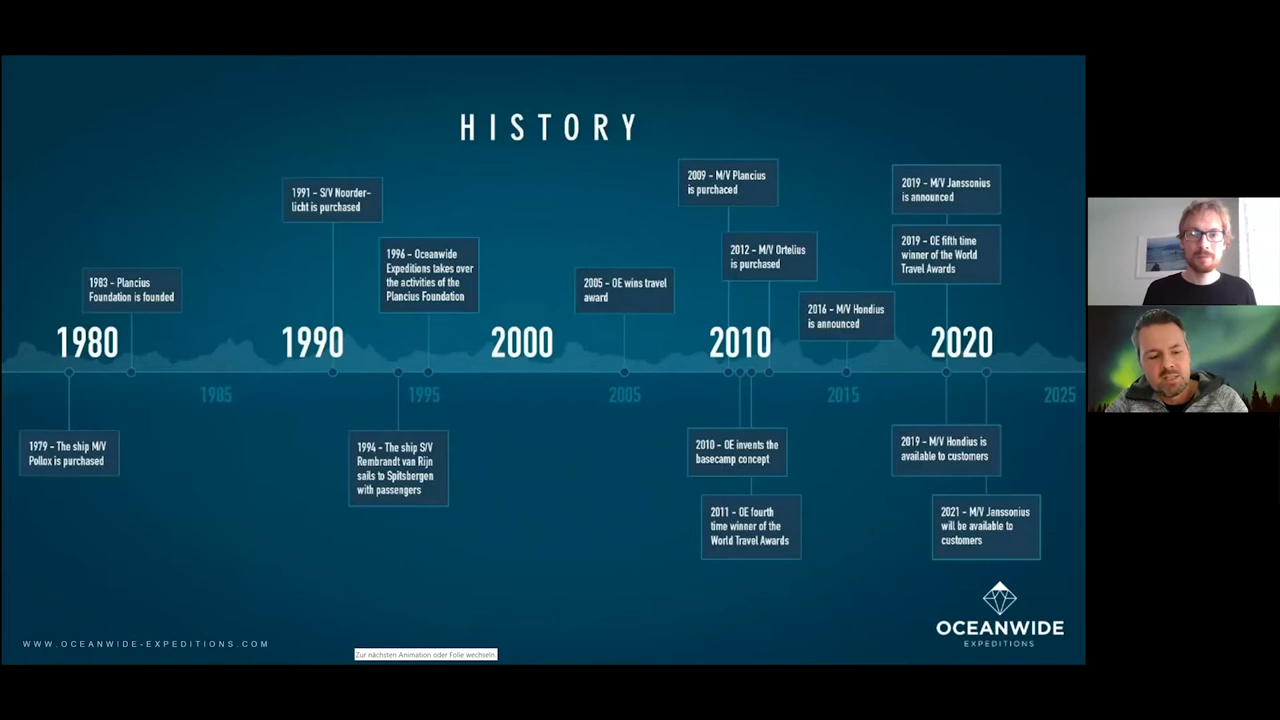 HISTORY
2009 - M/V Plancius
is purchaced
2019 - M/V Janssonius
is announced
1991 - S/V Noorder-
licht is purchased
2019 - OE fifth time
winner of the World
Travel Awards
1996 - Oceanwide
Expeditions takes over
the activities of the
Plancius Foundation
2012 - M/V Ortelius
is purchased
1983 - Plancius
Foundation is founded
2005 - OE wins travel
award
2016 - M/V Hondius
is announced
1980
1990
2000
2010
2020
1985
1995
2005
2015
2025
1979 - The ship M/V
Pollox is purchased
1994 - The ship S/V
Rembrandt van Rijn
sails to Spitsbergen
with passengers
2010 - OE invents the
basecamp concept
2019 - M/V Hondius is
available to customers
2011 - OE fourth
time winner of the
World Travel Awards
2021 - M/V Janssonius
will be available to
customers
OCEANWIDE
EXPEDITIONS
WWW.OCEANWIDE-EXPEDITIONS.COM
Zur nächsten Animation oder Folie wechseln.